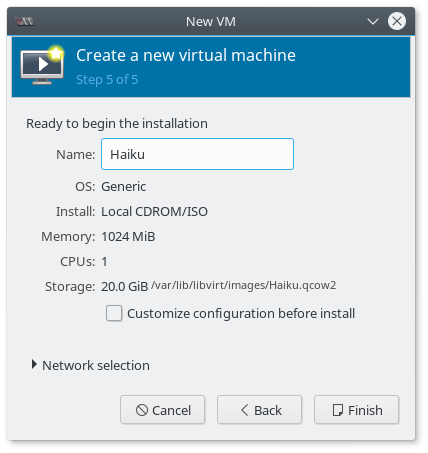 New VM
Create a new virtual machine
Step 5 of 5
Ready to begin the installation
Name: Haiku
OS: Generic
Install: Local CDROM/ISO
Memory: 1024 MiB
CPUs: 1
Storage: 20.0 GiB /var/lib/libvirt/images/Haiku.qcow2
Customize configuration before install
Network selection
Cancel Back Finish